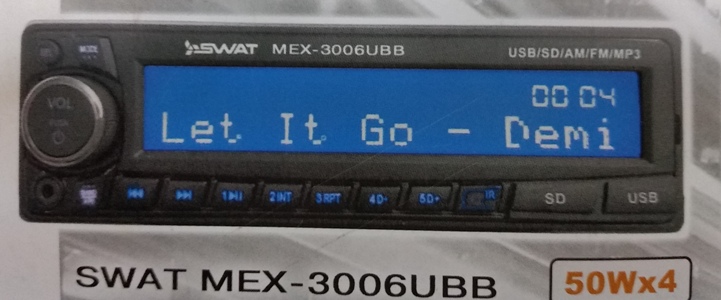 MODE
SWAT MEX-3006UBB
USB/SD/AM/FM/MP3
VOL
00 04
Let It Go - Demi
1 2INT 3RPT 4D- 5D+ IR SD USB
SWAT MEX-3006UBB
50Wx4